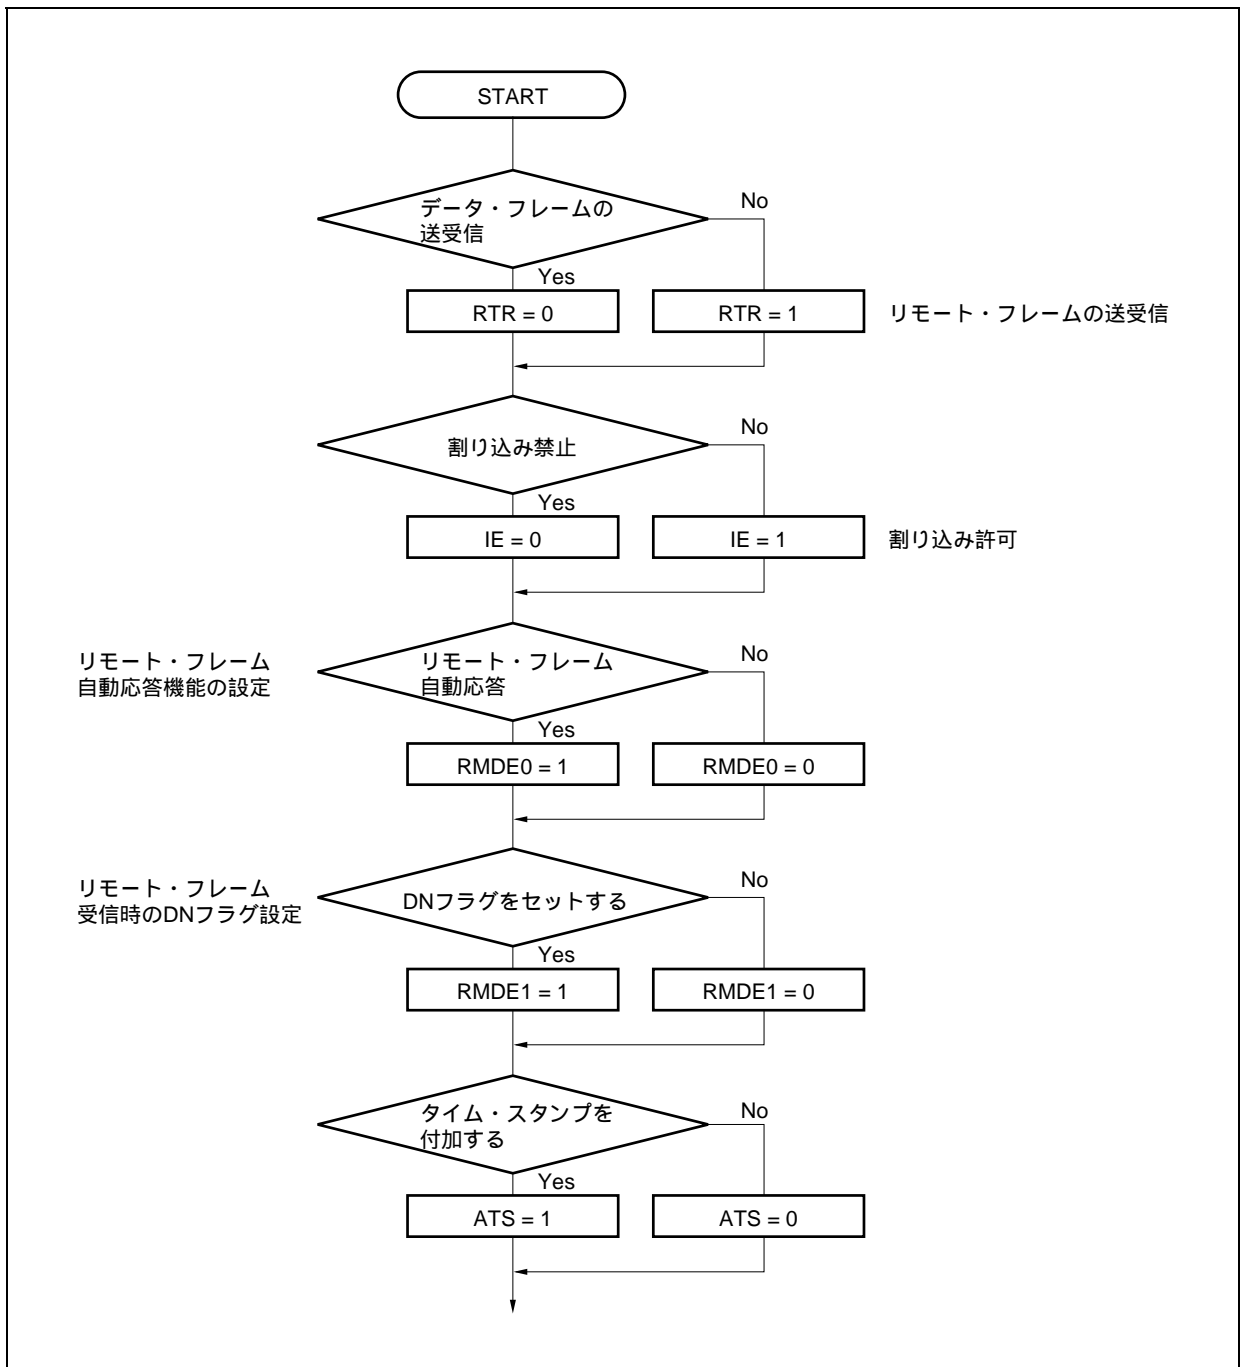 START
データ・フレームの
送受信
No
Yes
RTR = 0
RTR = 1
リモート・フレームの送受信
割り込み禁止
No
Yes
IE = 0
IE = 1
割り込み許可
リモート・フレーム
自動応答機能の設定
リモート・フレーム
自動応答
No
Yes
RMDE0 = 1
RMDE0 = 0
リモート・フレーム
受信時のDNフラグ設定
DNフラグをセットする
No
Yes
RMDE1 = 1
RMDE1 = 0
タイム・スタンプを
付加する
No
Yes
ATS = 1
ATS = 0